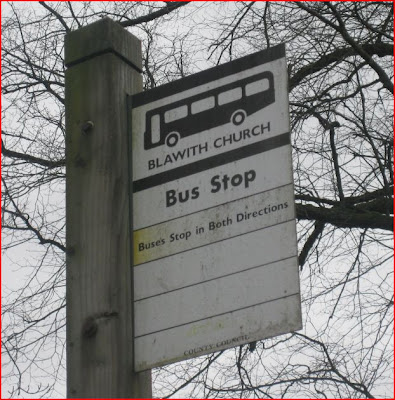 BLAWITH CHURCH
Bus Stop
Buses Stop in Both Directions
COUNTY COUNCIL